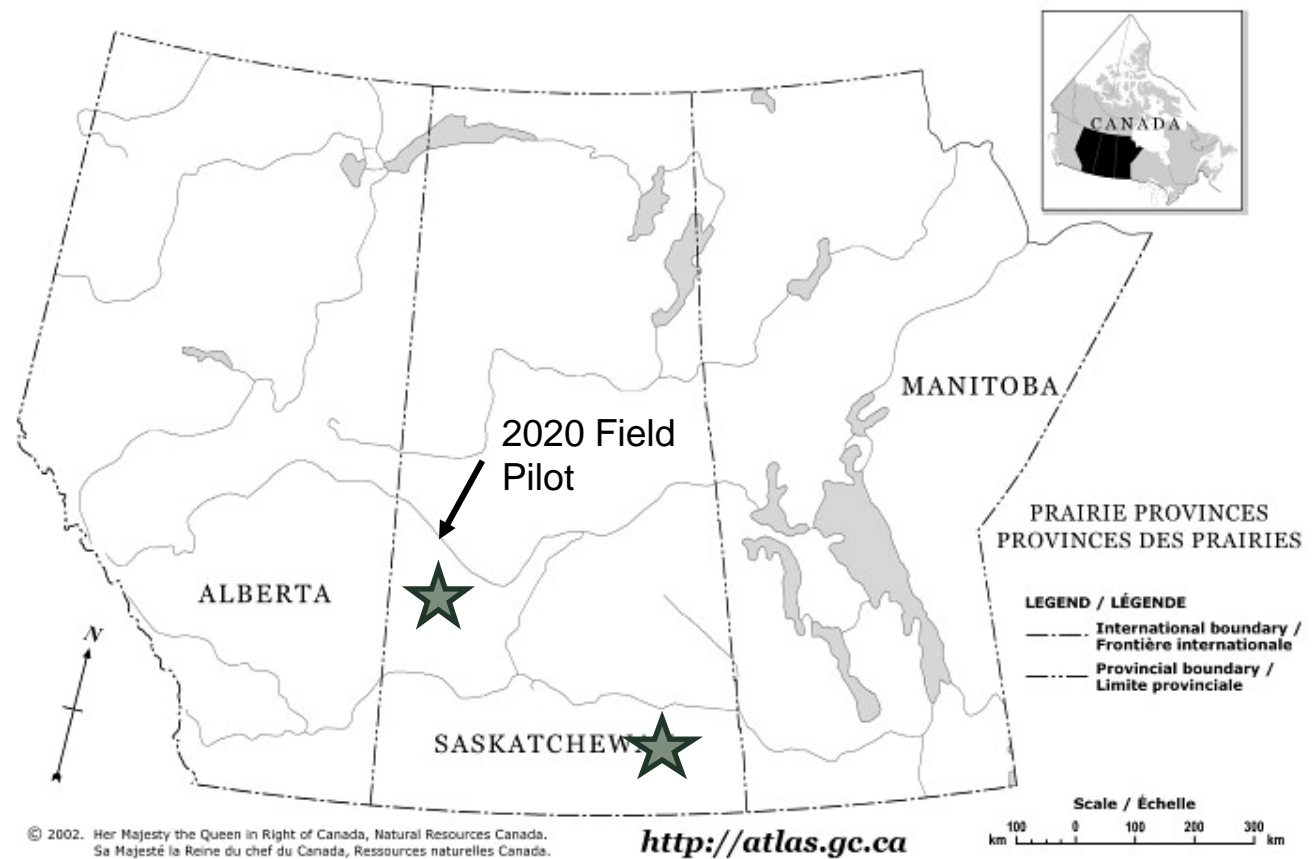 CANADA
MANITOBA
2020 Field
Pilot
PRAIRIE PROVINCES
PROVINCES DES PRAIRIES
ALBERTA
LEGEND / LÉGENDE
International boundary /
Frontière internationale
Provincial boundary /
Limite provinciale
N
SASKATCHEW
Scale / Échelle
km 100 0 100 200 300 km
© 2002. Her Majesty the Queen in Right of Canada, Natural Resources Canada.
Sa Majesté la Reine du chef du Canada, Ressources naturelles Canada.
http://atlas.gc.ca